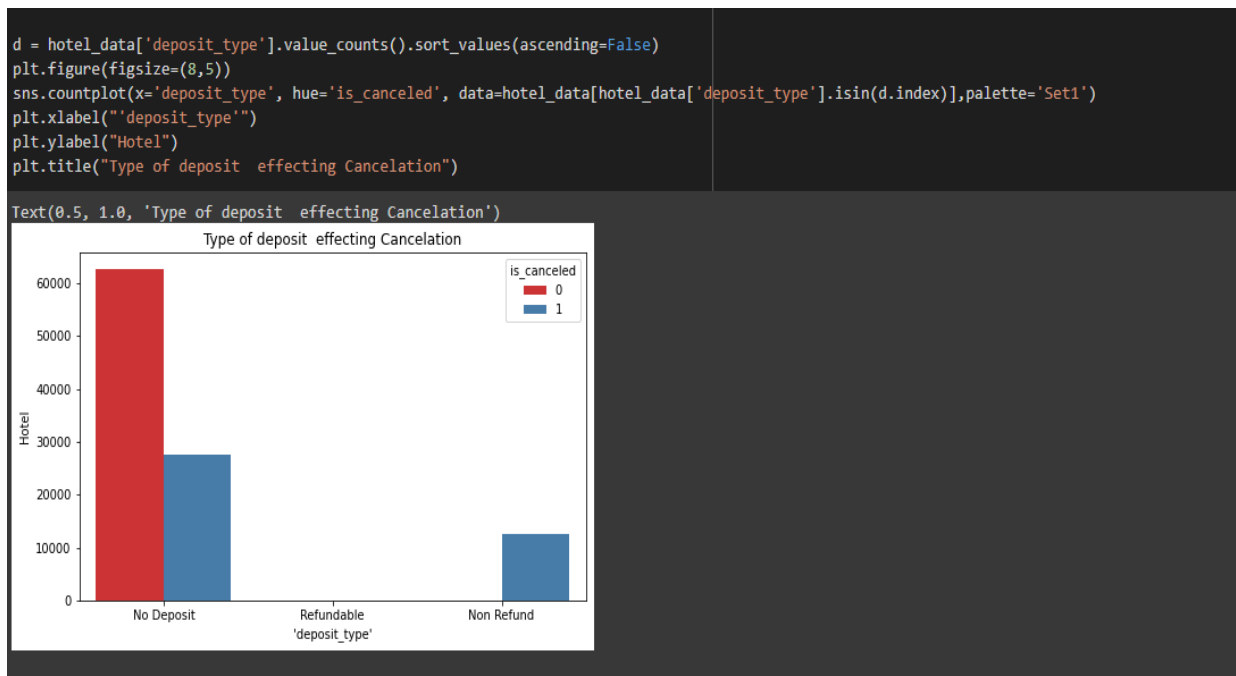 d = hotel_data['deposit_type'].value_counts().sort_values(ascending=False)
plt.figure(figsize=(8,5))
sns.countplot(x='deposit_type', hue='is_canceled', data=hotel_data[hotel_data['deposit_type'].isin(d.index)],palette='Set1')
plt.xlabel("'deposit_type'")
plt.ylabel("Hotel")
plt.title("Type of deposit  effecting Cancelation")
Text(0.5, 1.0, 'Type of deposit  effecting Cancelation')
Type of deposit  effecting Cancelation
is_canceled
0
1
60000
50000
40000
30000
20000
10000
0
Hotel
No Deposit Refundable Non Refund
'deposit_type'